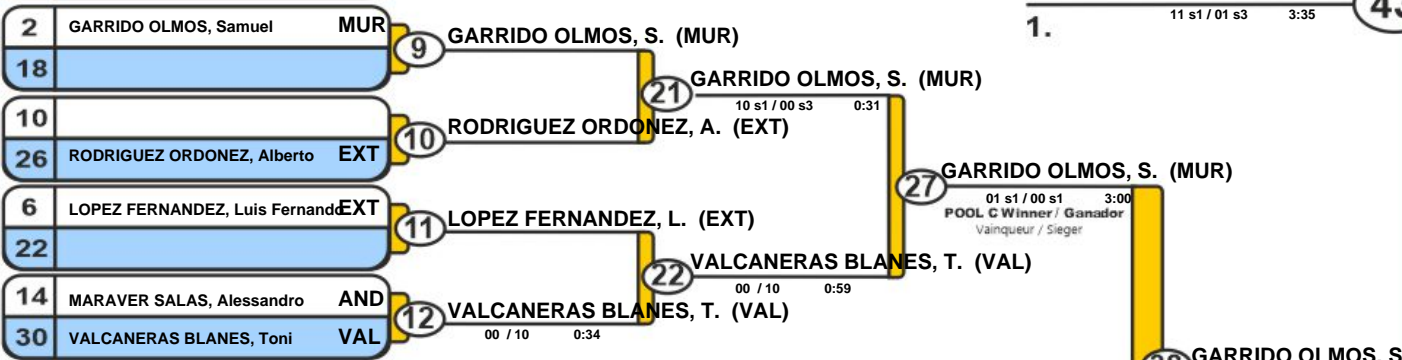 2 GARRIDO OLMOS, Samuel MUR
18
9 GARRIDO OLMOS, S. (MUR)
10
26 RODRIGUEZ ORDONEZ, Alberto EXT
10 RODRIGUEZ ORDONEZ, A. (EXT)
21 GARRIDO OLMOS, S. (MUR)
10 s1 / 00 s3 0:31
6 LOPEZ FERNANDEZ, Luis Fernando EXT
22
11 LOPEZ FERNANDEZ, L. (EXT)
14 MARAVER SALAS, Alessandro AND
30 VALCANERAS BLANES, Toni VAL
12 VALCANERAS BLANES, T. (VAL)
00 / 10 0:34
22 VALCANERAS BLANES, T. (VAL)
00 / 10 0:59
27 GARRIDO OLMOS, S. (MUR)
01 s1 / 00 s1 3:00
POOL C Winner / Ganador
Vainqueur / Sieger
11 s1 / 01 s3 3:35
1.
GARRIDO OLMOS, S